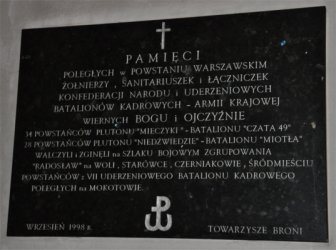 PAMIĘCI
POLEGŁYCH W POWSTANIU WARSZAWSKIM
ŻOŁNIERZY, SANITARIUSZEK I ŁĄCZNICZEK
KONFEDERACJI NARODU I UDERZENIOWYCH
BATALIONÓW KADROWYCH - ARMII KRAJOWEJ
WIERNYCH BOGU I OJCZYŹNIE
34 POWSTAŃCÓW PLUTONU "MIECZYKI" - BATALIONU "CZATA 49"
28 POWSTAŃCÓW PLUTONU "NIEDŹWIEDZIE" - BATALIONU "MIOTŁA"
WALCZYLI I ZGINĘLI NA SZLAKU BOJOWYM ZGRUPOWANIA
"RADOSŁAW" NA WOLI, STARÓWCE, CZERNIAKOWIE, ŚRÓDMIEŚCIU
POWSTAŃCÓW Z VII UDERZENIOWEGO BATALIONU KADROWEGO
POLEGŁYCH NA MOKOTOWIE.
WRZESIEŃ 1998 R. TOWARZYSZE BRONI